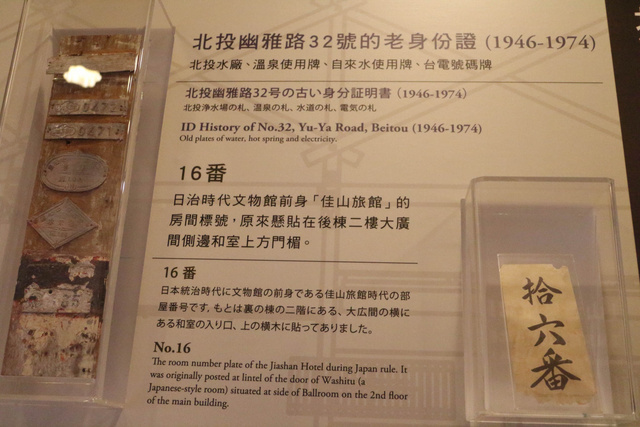 北投幽雅路32號的老身份證 (1946-1974)
北投水廠、溫泉使用牌、自來水使用牌、台電號碼牌
北投幽雅路32号の古い身分証明書 (1946-1974)
北投浄水場の札、温泉の札、水道の札、電気の札
ID History of No.32, Yu-Ya Road, Beitou (1946-1974)
Old plates of water, hot spring and electricity.
16番
日治時代文物館前身「佳山旅館」的
房間標號，原來懸貼在後棟二樓大廣
間側邊和室上方門楣。
16番
日本統治時代に文物館の前身である佳山旅館時代の部
屋番号です，もとは裏の棟の二階にある、大広間の横に
ある和室の入り口、上の横木に貼ってありました。
No.16
The room number plate of the Jiashan Hotel during Japan rule. It
was originally posted at lintel of the door of Washitu (a
Japanese-style room) situated at side of Ballroom on the 2nd floor
of the main building.
拾六番